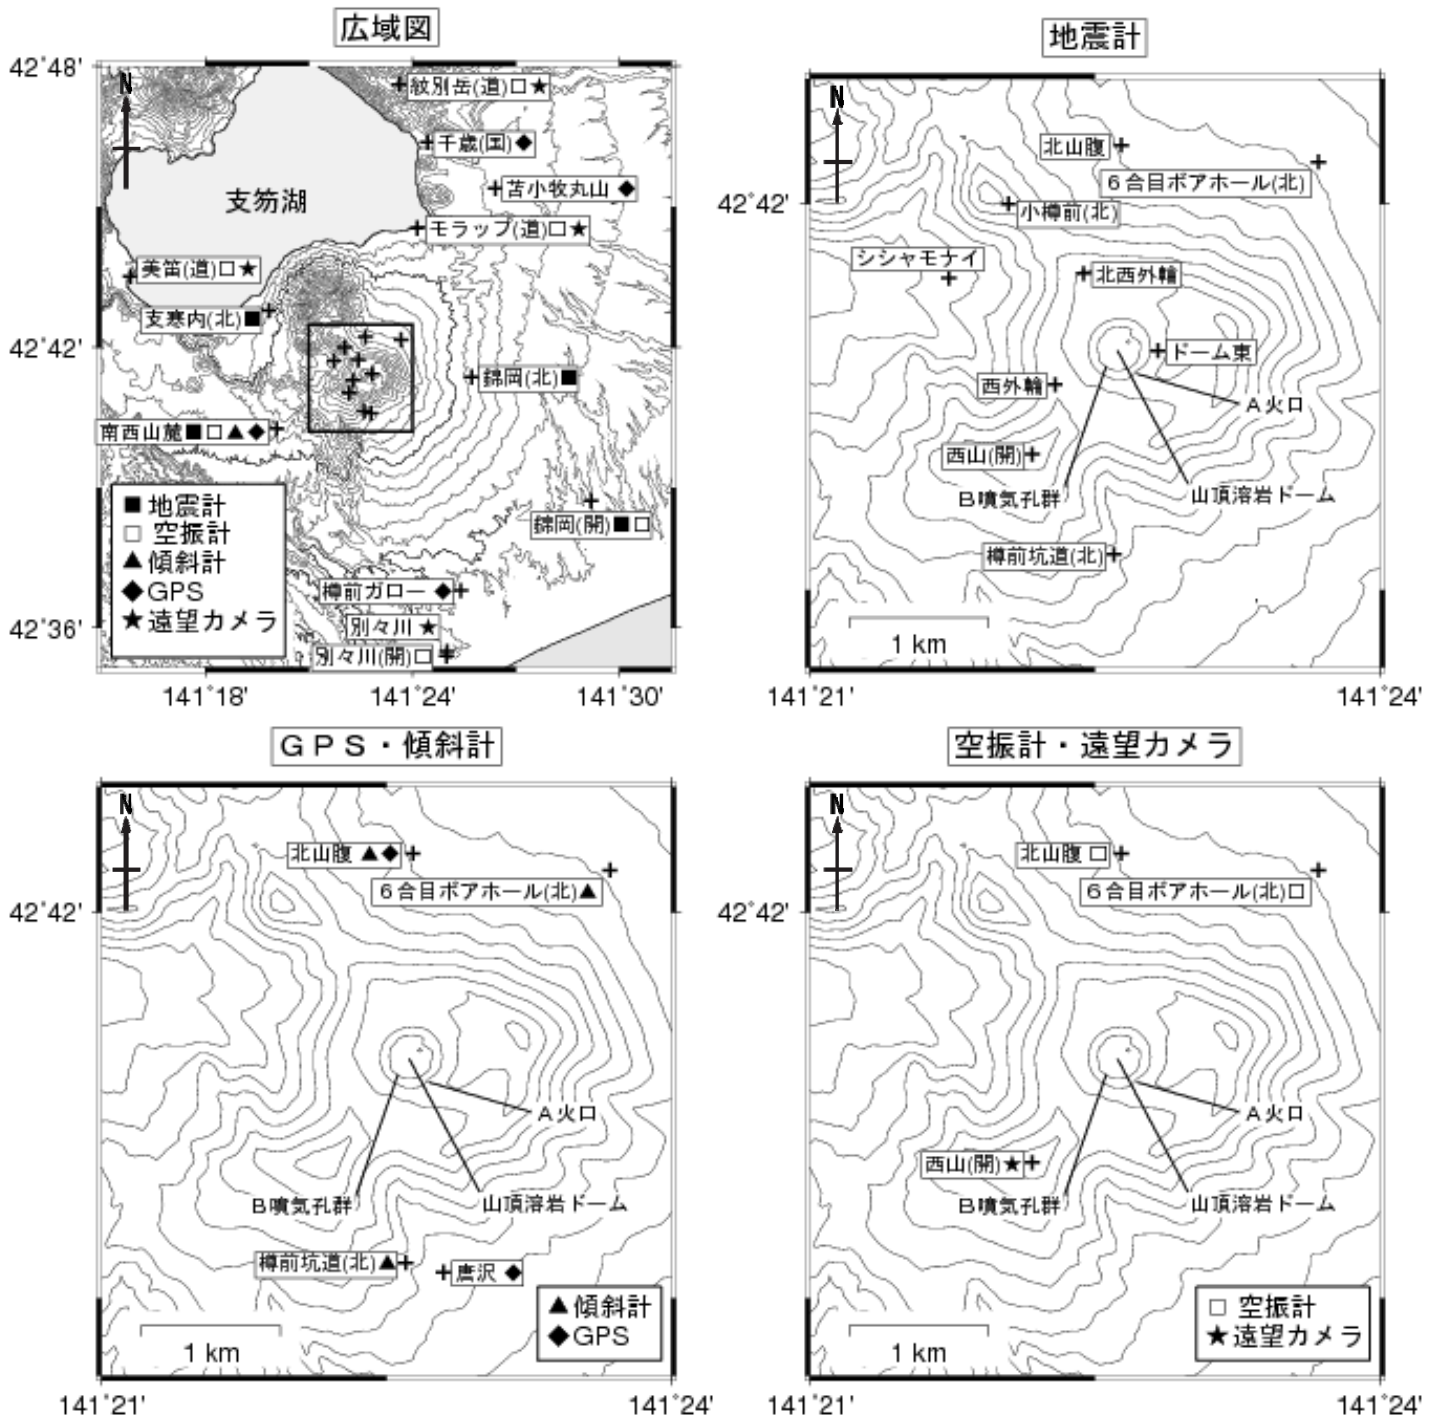 広域図
42°48'
N
紋別岳(道)□★
千歳(国)◆
苫小牧丸山 ◆
支笏湖
モラップ(道)□★
美笛(道)□★
支寒内(北)■
42°42'
錦岡(北)■
南西山麓■□▲◆
■ 地震計
□ 空振計
▲ 傾斜計
◆ GPS
★ 遠望カメラ
錦岡(開)■□
樽前ガロー ◆
別々川 ★
別々川(開)□
42°36'
141°18'
141°24'
141°30'
地震計
N
北山腹
6合目ボアホール(北)
42°42'
小樽前(北)
シシャモナイ
北西外輪
ドーム東
西外輪
A火口
西山(開)
B噴気孔群
山頂溶岩ドーム
樽前坑道(北)
1 km
141°21'
141°24'
GPS・傾斜計
N
北山腹 ▲◆
6合目ボアホール(北)▲
42°42'
A火口
B噴気孔群
山頂溶岩ドーム
樽前坑道(北)▲
唐沢 ◆
▲ 傾斜計
◆ GPS
1 km
141°21'
141°24'
空振計・遠望カメラ
N
北山腹 □
6合目ボアホール(北)□
42°42'
A火口
西山(開)★
B噴気孔群
山頂溶岩ドーム
□ 空振計
★ 遠望カメラ
1 km
141°21'
141°24'